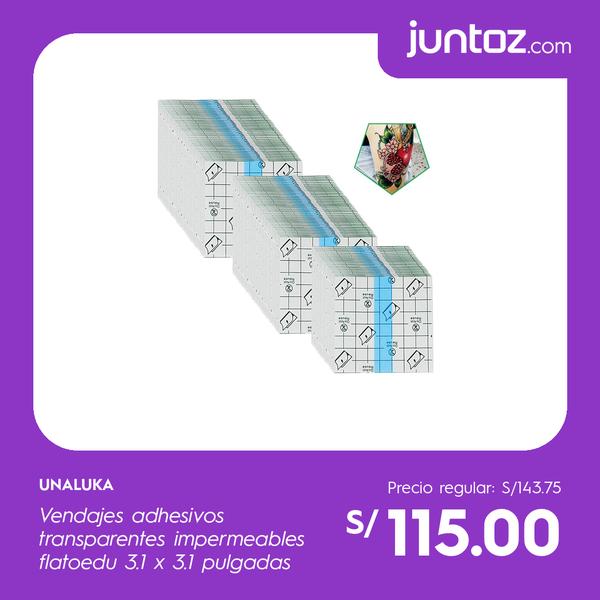 juntoz.com
UNALUKA
Vendajes adhesivos
transparentes impermeables
flatoedu 3.1 x 3.1 pulgadas
Precio regular: S/143.75
S/115.00